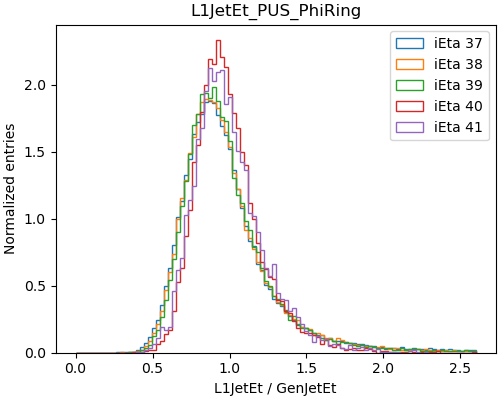 L1JetEt_PUS_PhiRing
Normalized entries
2.0
1.5
1.0
0.5
0.0
iEta 37
iEta 38
iEta 39
iEta 40
iEta 41
0.0 0.5 1.0 1.5 2.0 2.5
L1JetEt / GenJetEt